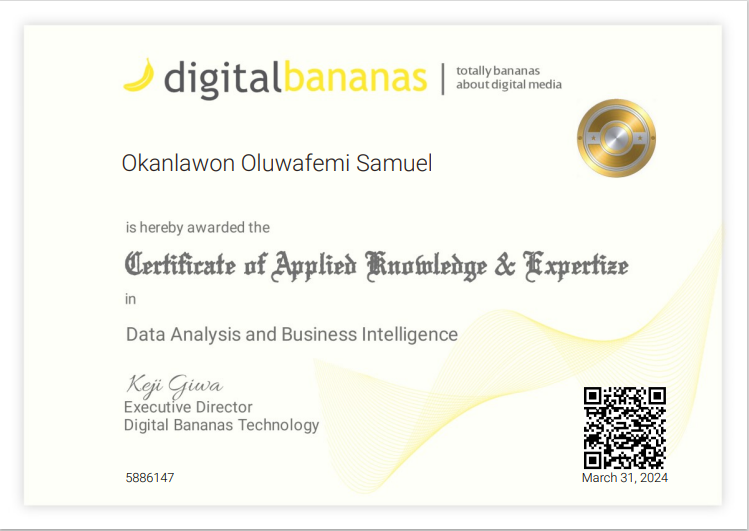 digitalbananas
totally bananas
about digital media
Okanlawon Oluwafemi Samuel
is hereby awarded the
Certificate of Applied Knowledge & Expertize
in
Data Analysis and Business Intelligence
Keji Giwa
Executive Director
Digital Bananas Technology
5886147
March 31, 2024